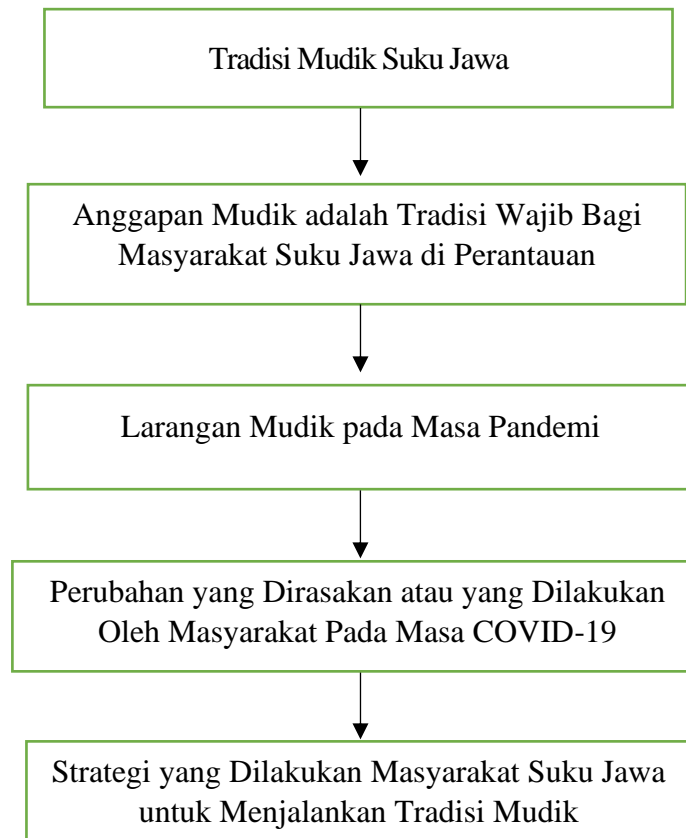 Tradisi Mudik Suku Jawa
Anggapan Mudik adalah Tradisi Wajib Bagi
Masyarakat Suku Jawa di Perantauan
Larangan Mudik pada Masa Pandemi
Perubahan yang Dirasakan atau yang Dilakukan
Oleh Masyarakat Pada Masa COVID-19
Strategi yang Dilakukan Masyarakat Suku Jawa
untuk Menjalankan Tradisi Mudik